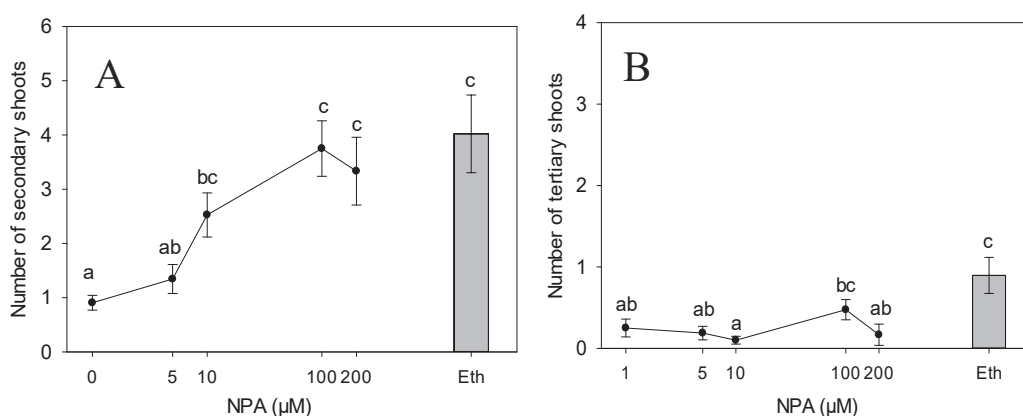 A
Number of secondary shoots
6
5
4
3
2
1
0
a
ab
bc
c
c
c
0 5 10 100 200 Eth
NPA (µM)
B
Number of tertiary shoots
4
3
2
1
0
ab
ab
a
bc
ab
c
1 5 10 100 200 Eth
NPA (µM)